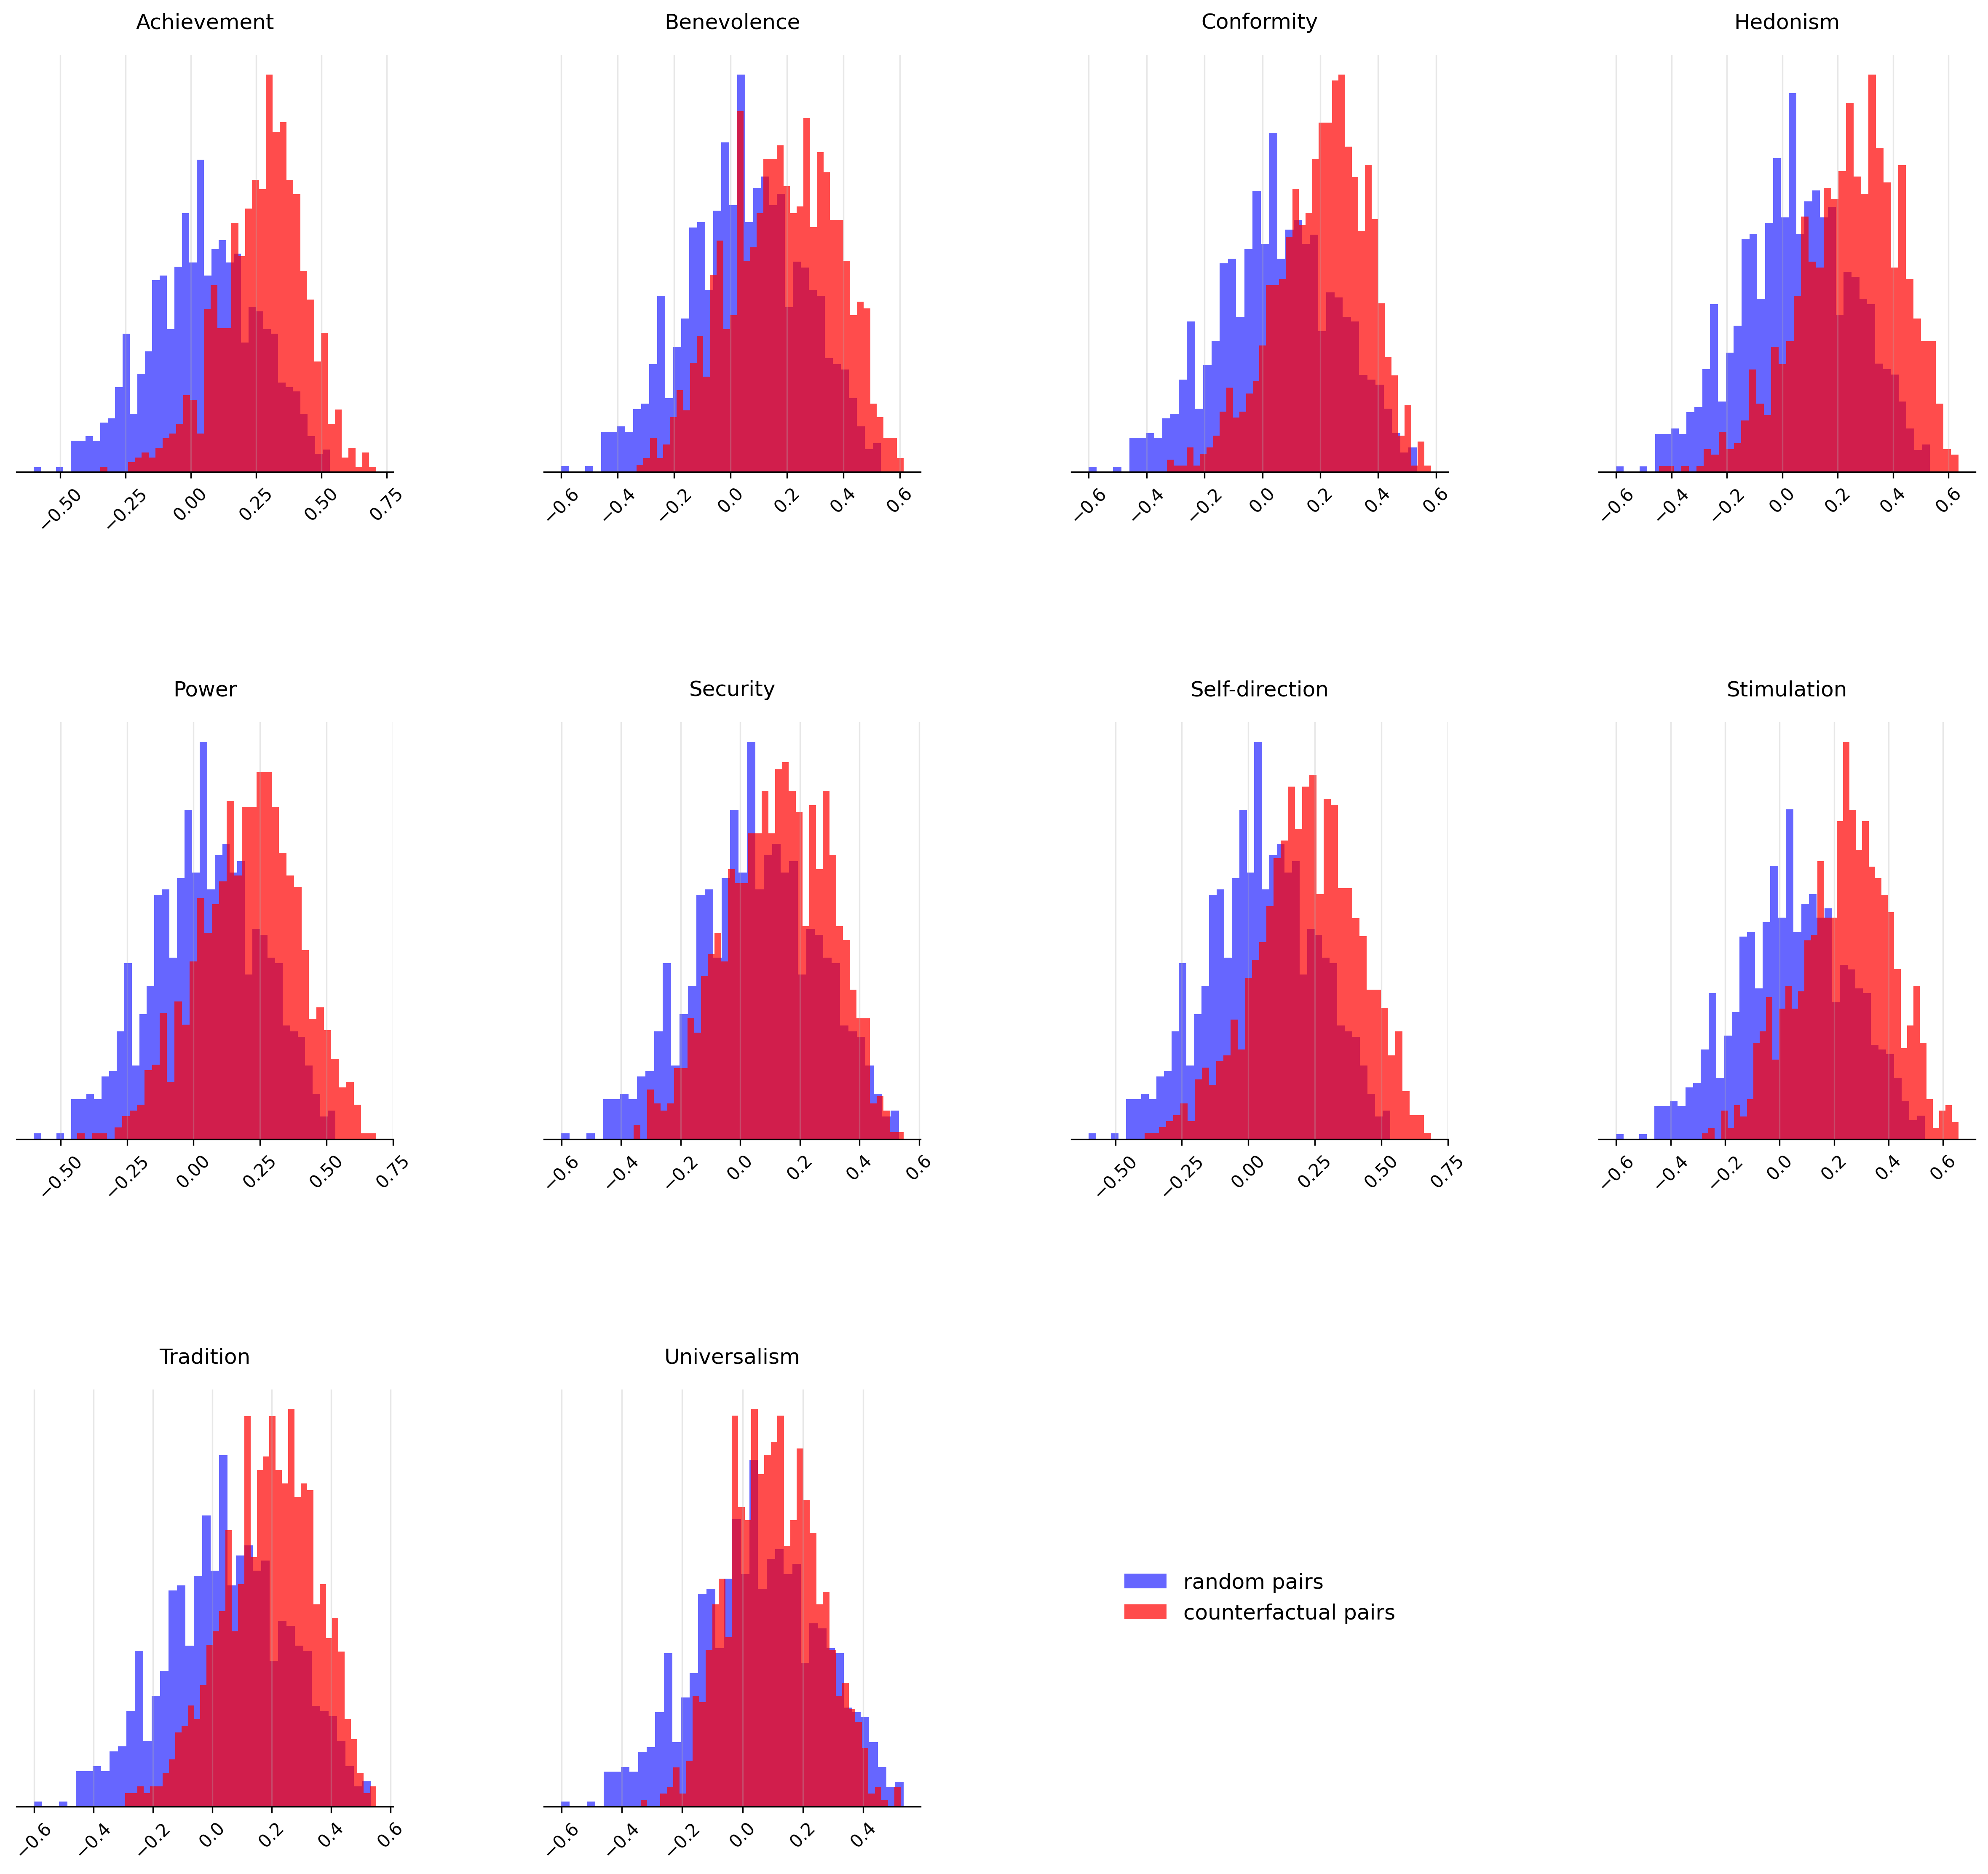 Achievement Benevolence Conformity Hedonism
−0.50 −0.25 0.00 0.25 0.50 0.75 −0.6 −0.4 −0.2 0.0 0.2 0.4 0.6 −0.6 −0.4 −0.2 0.0 0.2 0.4 0.6 −0.6 −0.4 −0.2 0.0 0.2 0.4 0.6
Power Security Self-direction Stimulation
−0.50 −0.25 0.00 0.25 0.50 0.75 −0.6 −0.4 −0.2 0.0 0.2 0.4 0.6 −0.50 −0.25 0.00 0.25 0.50 0.75 −0.6 −0.4 −0.2 0.0 0.2 0.4 0.6
Tradition Universalism
random pairs
counterfactual pairs
−0.6 −0.4 −0.2 0.0 0.2 0.4 0.6 −0.6 −0.4 −0.2 0.0 0.2 0.4